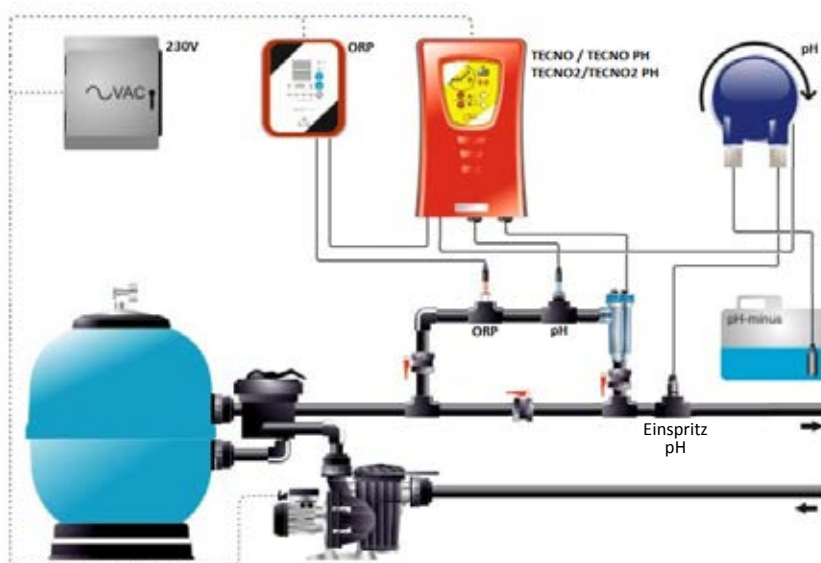 230V
ORP
TECNO / TECNO PH
TECNO2/TECNO2 PH
pH
VAC
ORP
pH
pH-minus
Einspritz
pH